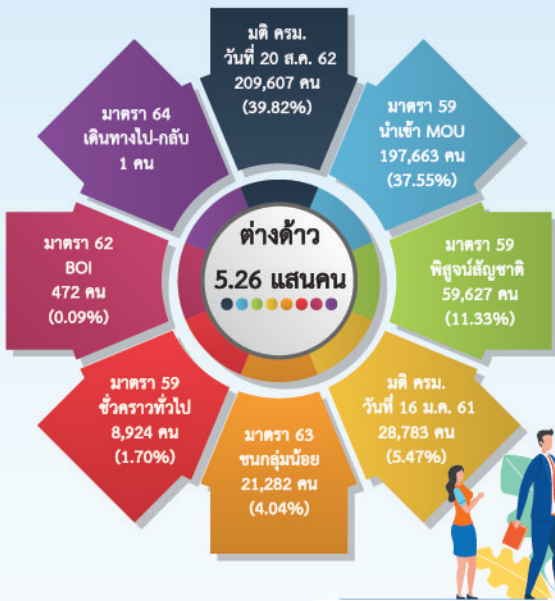 มติ ครม.
วันที่ 20 ส.ค. 62
209,607 คน
(39.82%)
มาตรา 59
นำเข้า MOU
197,663 คน
(37.55%)
มาตรา 59
พิสูจน์สัญชาติ
59,627 คน
(11.33%)
มติ ครม.
วันที่ 16 ม.ค. 61
28,783 คน
(5.47%)
มาตรา 63
ชนกลุ่มน้อย
21,282 คน
(4.04%)
มาตรา 59
ชั่วคราวทั่วไป
8,924 คน
(1.70%)
มาตรา 62
BOI
472 คน
(0.09%)
มาตรา 64
เดินทางไป-กลับ
1 คน
ต่างด้าว
5.26 แสนคน